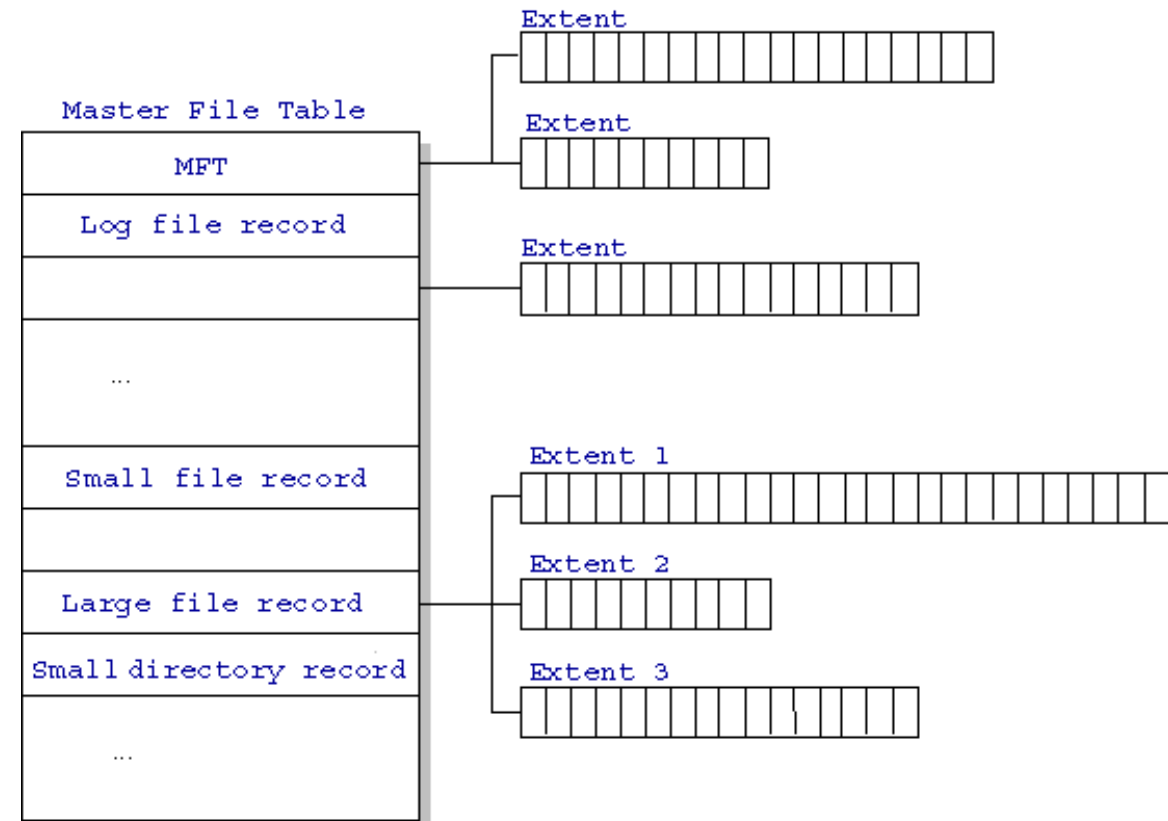 Master File Table
MFT
Log file record
...
Small file record
Large file record
Small directory record
...
Extent
Extent
Extent
Extent 1
Extent 2
Extent 3